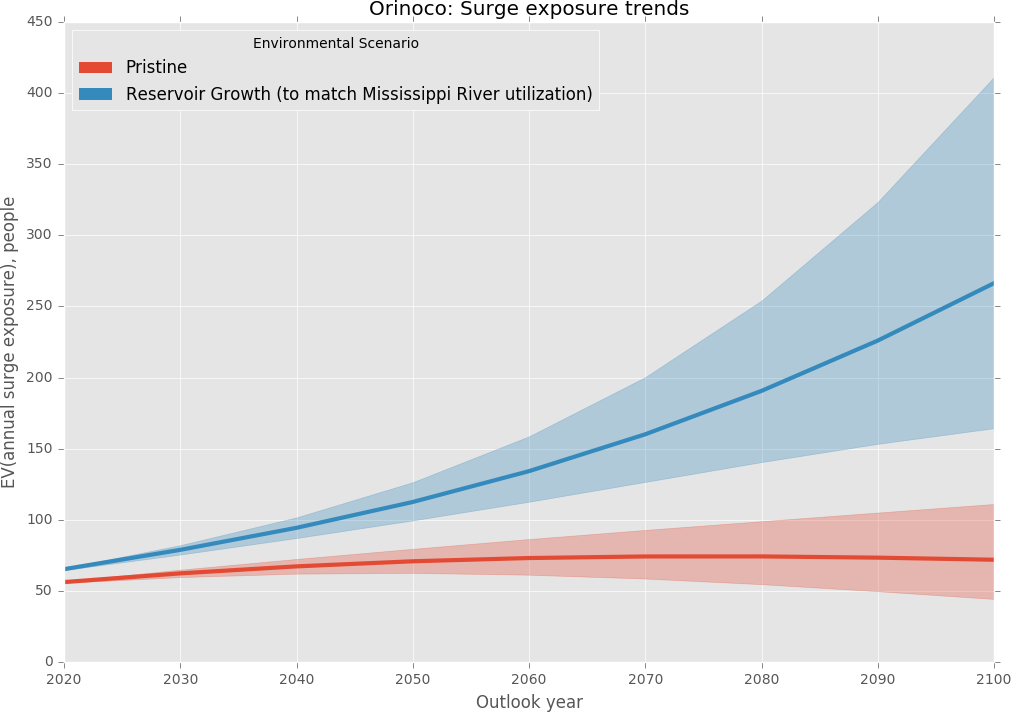 Orinoco: Surge exposure trends
Environmental Scenario
Pristine
Reservoir Growth (to match Mississippi River utilization)
EV(annual surge exposure), people
450
400
350
300
250
200
150
100
50
0
2020 2030 2040 2050 2060 2070 2080 2090 2100
Outlook year